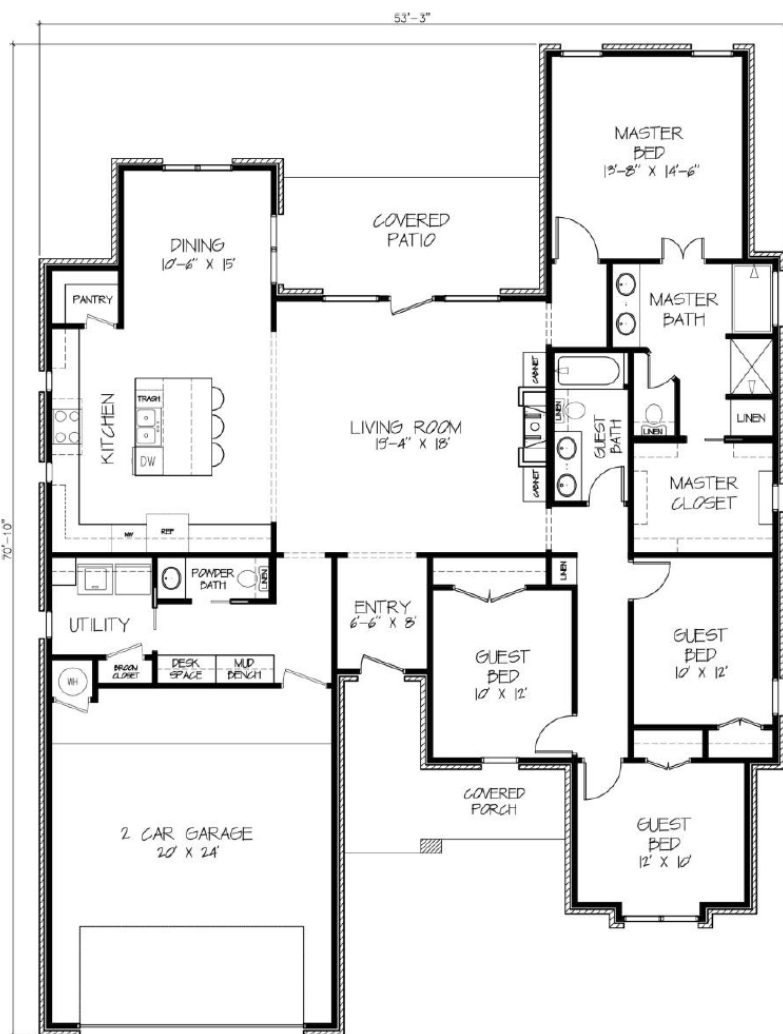 53'-3"
70'-10"
MASTER
BED
13'-8" X 14'-6"
COVERED
PATIO
DINING
10'-6" X 15'
PANTRY
MASTER
BATH
KITCHEN
TRASH
DW
LIVING ROOM
19'-4" X 18'
CABINET
LINEN
GUEST
BATH
CABINET
LINEN
LINEN
MASTER
CLOSET
MW
REF
POWDER
BATH
LINEN
UTILITY
ENTRY
6'-6" X 8'
LINEN
GUEST
BED
10' X 12'
GUEST
BED
10' X 12'
WH
BROOM
CLOSET
DESK
SPACE
MUD
BENCH
COVERED
PORCH
2 CAR GARAGE
20' X 24'
GUEST
BED
12' X 10'